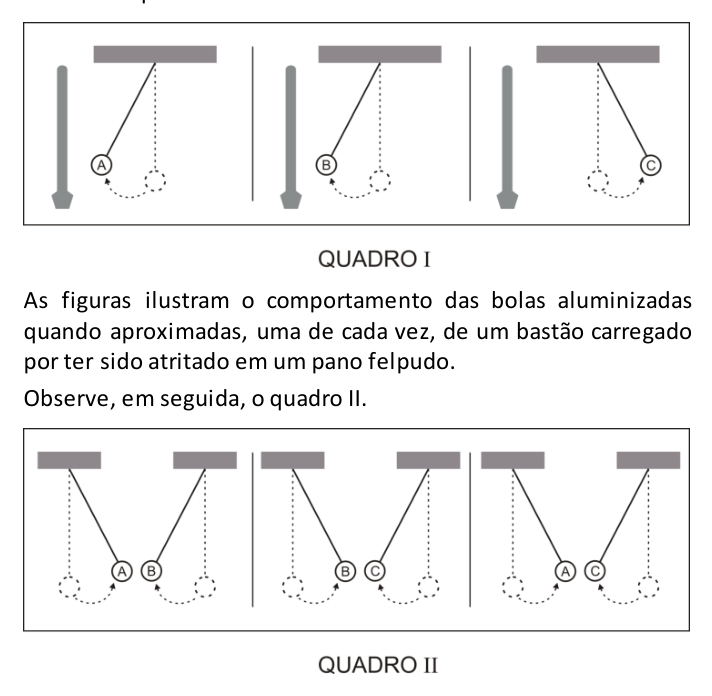 A
B
C
QUADRO I
As figuras ilustram o comportamento das bolas aluminizadas
quando aproximadas, uma de cada vez, de um bastão carregado
por ter sido atritado em um pano felpudo.
Observe, em seguida, o quadro II.
A B
B C
A C
QUADRO II